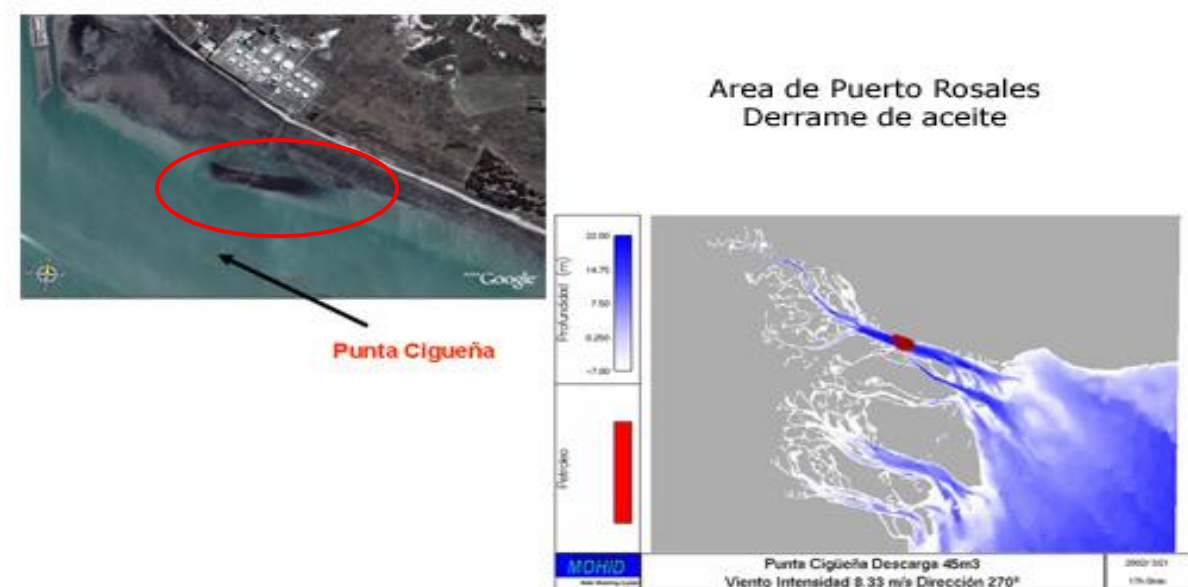 Area de Puerto Rosales
Derrame de aceite
Google
Punta Cigueña
Profundidad (m)
22.00
14.75
7.50
0.250
-7.00
Petroleo
MOHID
Punta Cigüeña Descarga 45m3
Viento Intensidad 8.33 m/s Dirección 270º